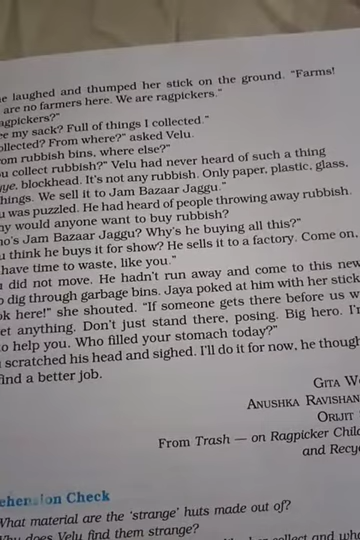 laughed and thumped her stick on the ground. "Farms!
are no farmers here. We are ragpickers."
my sack? Full of things I collected."
From where?" asked Velu.
rubbish bins, where else?"
collect rubbish?" Velu had never heard of such a thing
blockhead. It's not any rubbish. Only paper, plastic, glass,
We sell it to Jam Bazaar Jaggu."
was puzzled. He had heard of people throwing away rubbish.
would anyone want to buy rubbish?
Jam Bazaar Jaggu? Why's he buying all this?"
think he buys it for show? He sells it to a factory. Come on,
have time to waste, like you."
did not move. He hadn't run away and come to this new
dig through garbage bins. Jaya poked at him with her stick
here!" she shouted. "If someone gets there before us w
anything. Don't just stand there, posing. Big hero. I'm
to help you. Who filled your stomach today?"
scratched his head and sighed. I'll do it for now, he though
find a better job.
GITA WO
ANUSHKA RAVISHAN
ORIJIT
From Trash — on Ragpicker Chil
and Recy
ehension Check
What material are the 'strange' huts made out of?
does Velu find them strange?
collect and wh